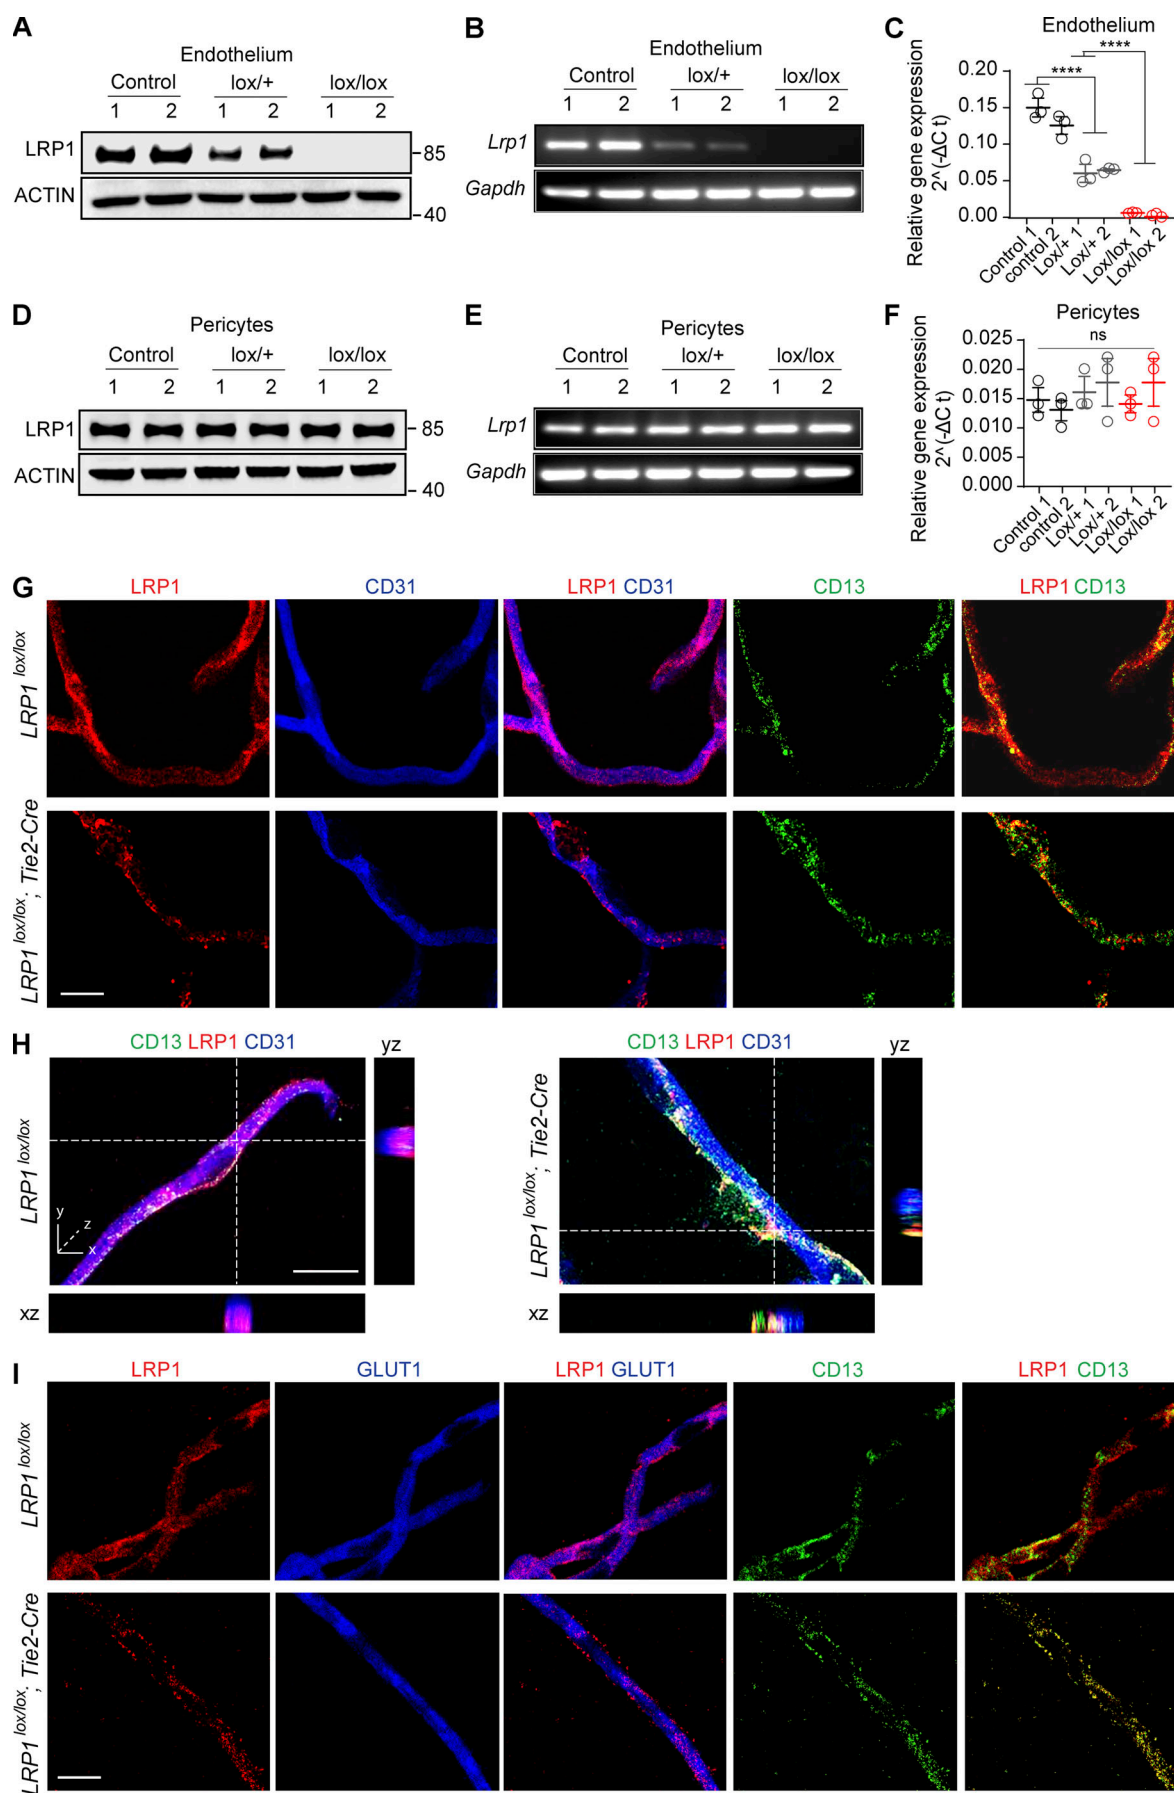 A
Endothelium
Control lox/+ lox/lox
1 2 1 2 1 2
LRP1
-85
ACTIN
-40
B
Endothelium
Control lox/+ lox/lox
1 2 1 2 1 2
Lrp1
Gapdh
C
Endothelium
****
****
Relative gene expression
2^(-ΔC t)
0.20
0.15
0.10
0.05
0.00
Control 1
control 2
Lox/+ 1
Lox/+ 2
Lox/lox 1
Lox/lox 2
D
Pericytes
Control lox/+ lox/lox
1 2 1 2 1 2
LRP1
- 85
ACTIN
- 40
E
Pericytes
Control lox/+ lox/lox
1 2 1 2 1 2
Lrp1
Gapdh
F
Pericytes
ns
Relative gene expression
2^(-ΔC t)
0.025
0.020
0.015
0.010
0.005
0.000
Control 1
control 2
Lox/+ 1
Lox/+ 2
Lox/lox 1
Lox/lox 2
G
LRP1 CD31 LRP1 CD31 CD13 LRP1 CD13
LRP1 lox/lox
LRP1 lox/lox; Tie2-Cre
H
CD13 LRP1 CD31
yz
LRP1 lox/lox
y
z
x
xz
CD13 LRP1 CD31
yz
LRP1 lox/lox; Tie2-Cre
xz
I
LRP1 GLUT1 LRP1 GLUT1 CD13 LRP1 CD13
LRP1 lox/lox
LRP1 lox/lox; Tie2-Cre